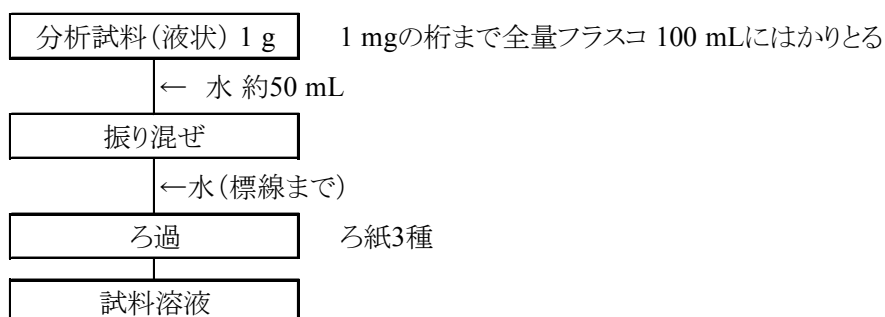 分析試料(液状) 1 g　1 mgの桁まで全量フラスコ 100 mLにはかりとる
← 水 約50 mL
振り混ぜ
←水(標線まで)
ろ過　ろ紙3種
試料溶液